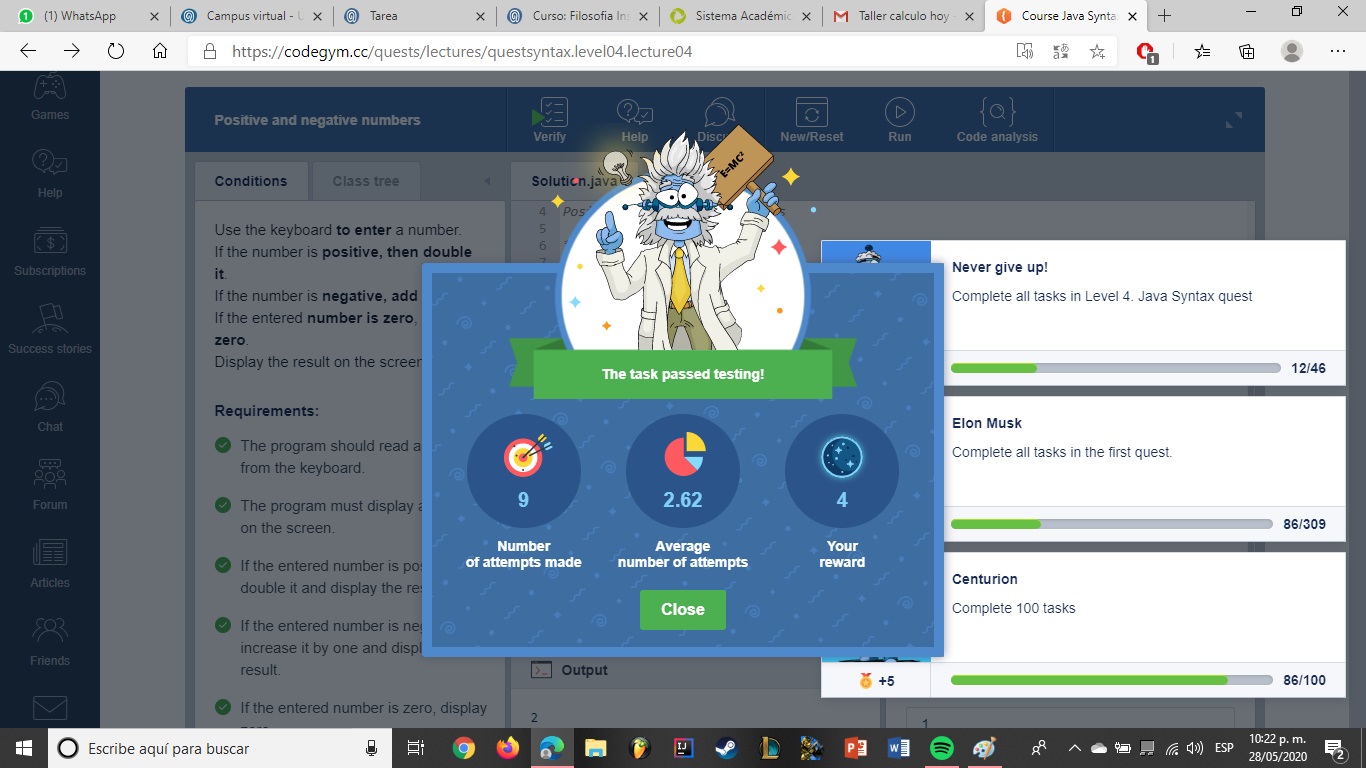 (1) WhatsApp
Campus virtual - U
Tarea
Curso: Filosofia Ins
Sistema Académic
Taller calculo hoy -
Course Java Synta
https://codegym.cc/quests/lectures/questsyntax.level04.lecture04
1
Games
Help
Subscriptions
Success stories
Chat
Forum
Articles
Friends
Positive and negative numbers
Verify
Help
Discu
New/Reset
Run
Code analysis
Conditions
Class tree
Solution.java
4
5
6
Posi
Use the keyboard to enter a number.
If the number is positive, then double
it.
If the number is negative, add
If the entered number is zero,
zero.
Display the result on the screen
Requirements:
The program should read a
from the keyboard.
The program must display a
on the screen.
If the entered number is pos
double it and display the res
If the entered number is neg
increase it by one and displ
result.
If the entered number is zero, display
E=MC²
The task passed testing!
9
Number
of attempts made
2.62
Average
number of attempts
4
Your
reward
Close
Output
2
1
Never give up!
Complete all tasks in Level 4. Java Syntax quest
12/46
Elon Musk
Complete all tasks in the first quest.
86/309
Centurion
Complete 100 tasks
+5
86/100
Escribe aquí para buscar
ESP
10:22 p. m.
28/05/2020
2